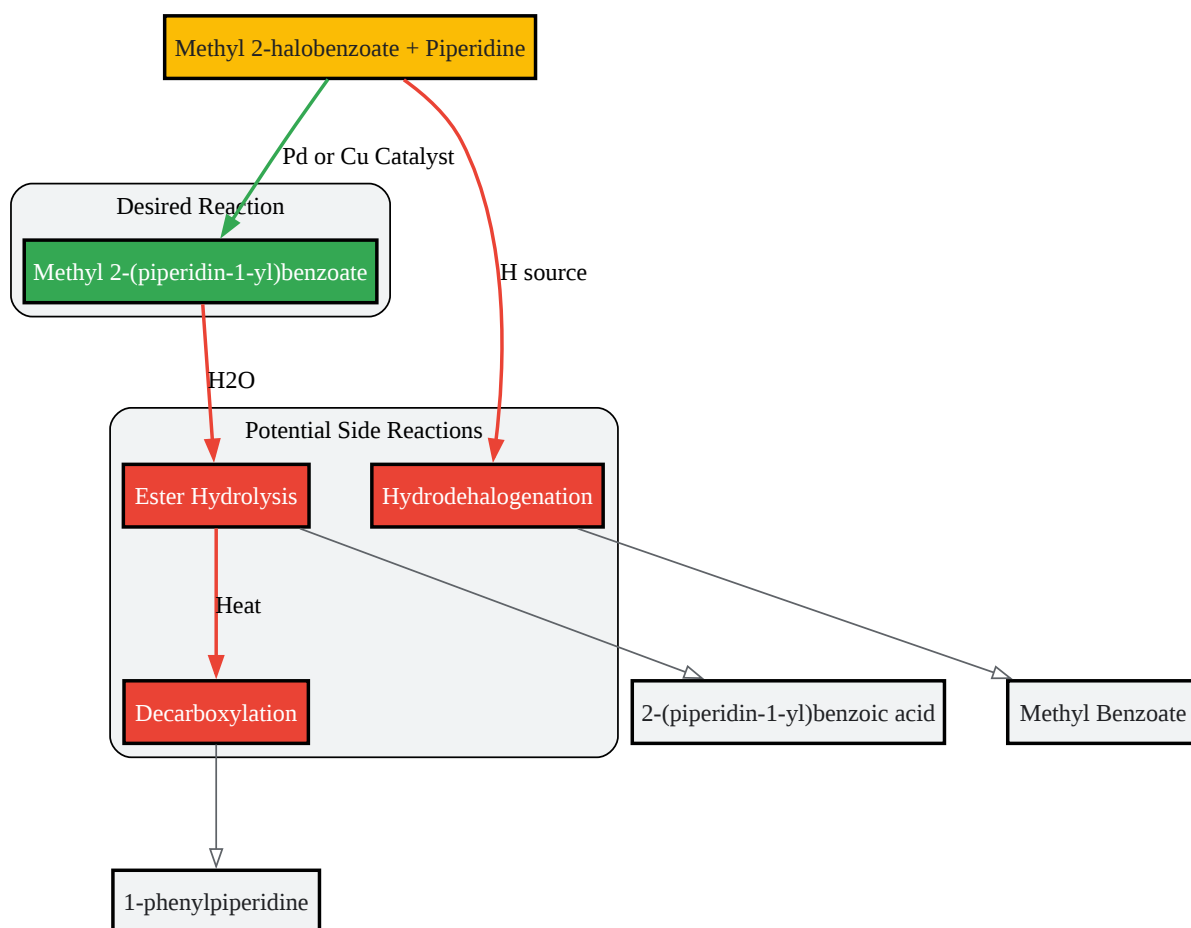 Methyl 2-halobenzoate + Piperidine
Pd or Cu Catalyst
Desired Reaction
Methyl 2-(piperidin-1-yl)benzoate
H source
H2O
Potential Side Reactions
Ester Hydrolysis
Hydrodehalogenation
Heat
Decarboxylation
2-(piperidin-1-yl)benzoic acid
Methyl Benzoate
1-phenylpiperidine